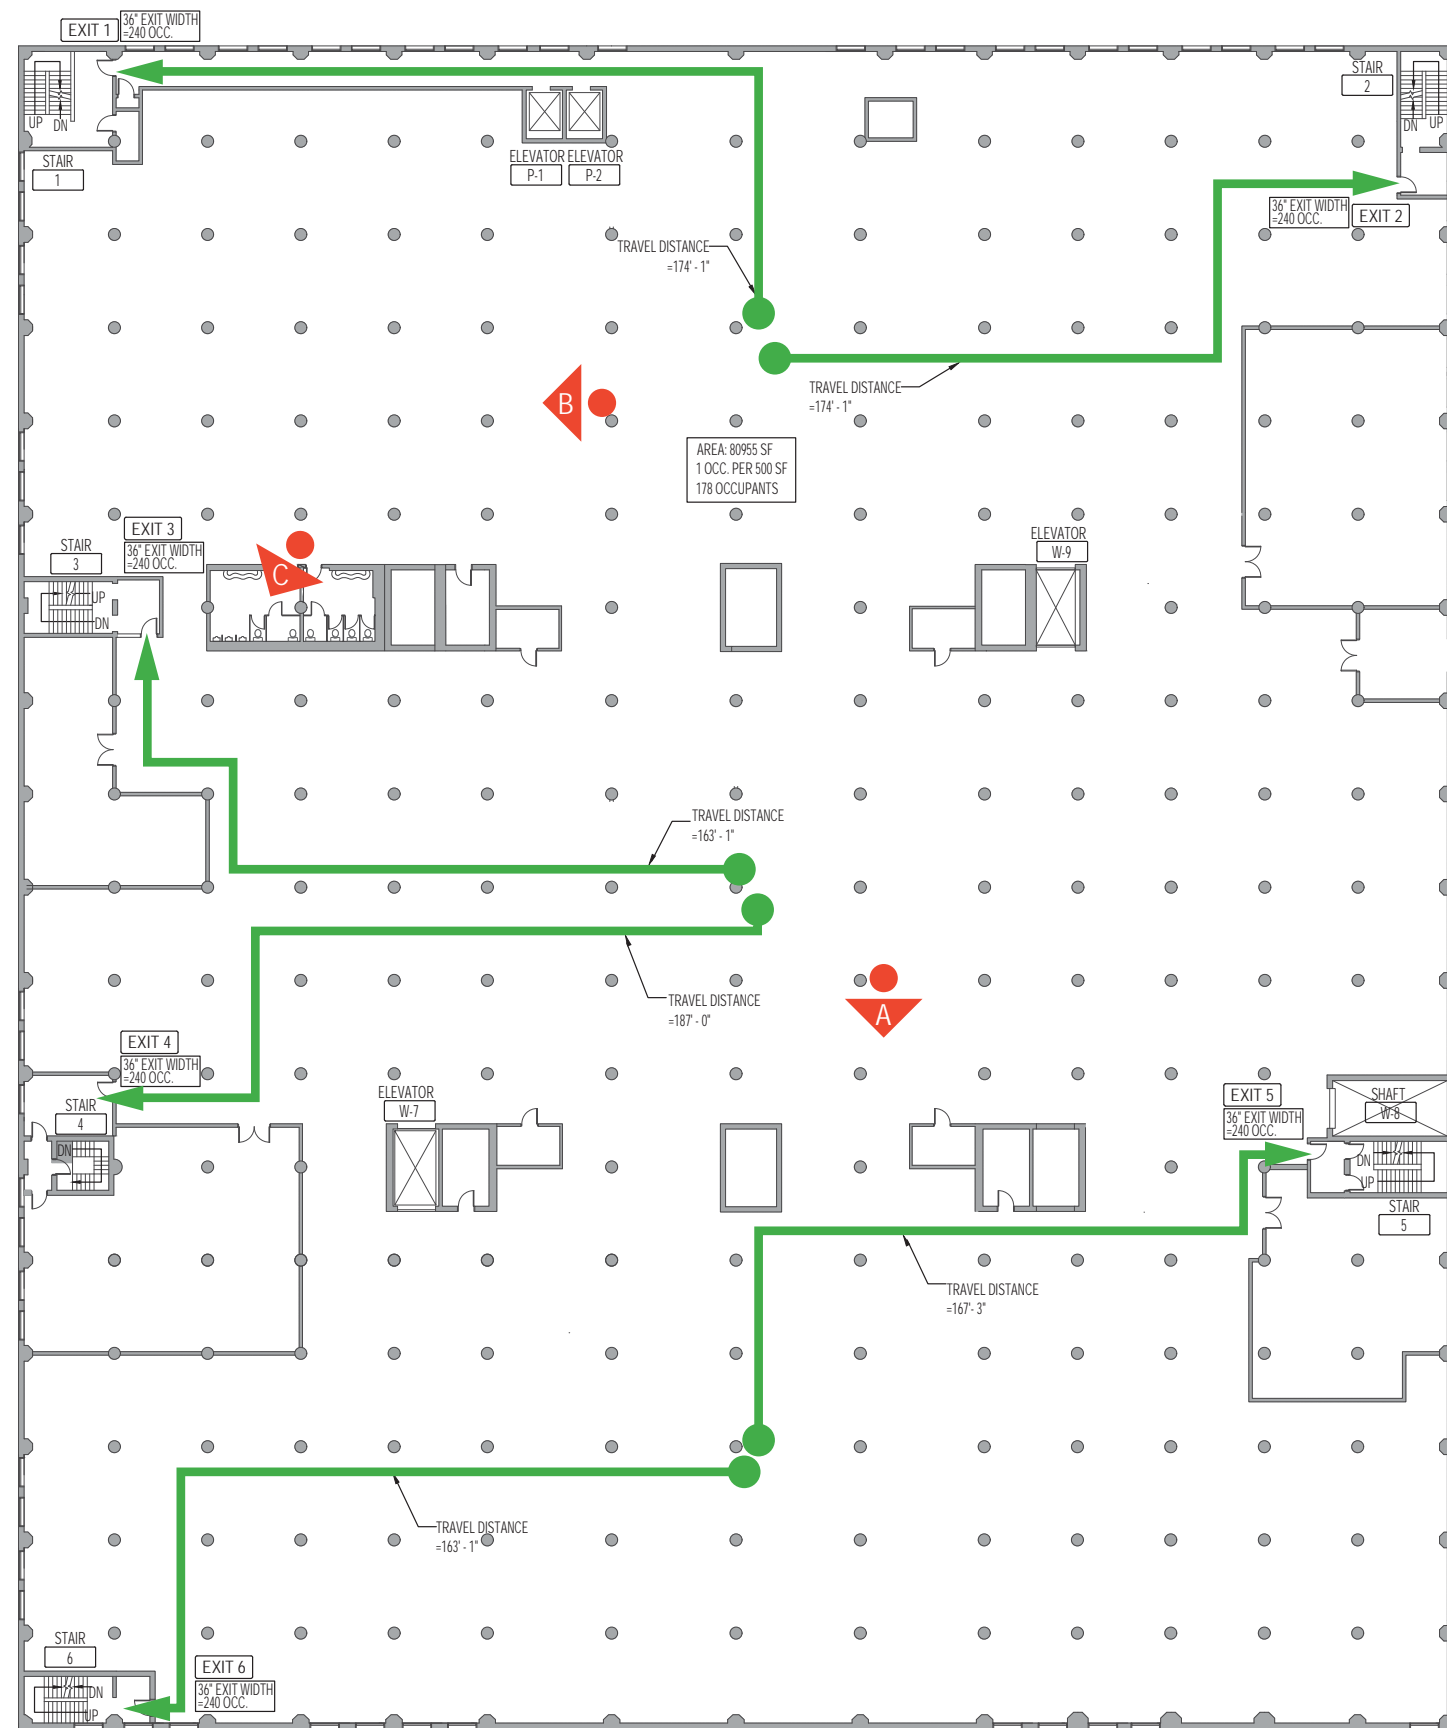 EXIT 1
36" EXIT WIDTH
=240 OCC.
STAIR
2
UP
DN
DN
UP
STAIR
1
ELEVATOR
P-1
ELEVATOR
P-2
36" EXIT WIDTH
=240 OCC.
EXIT 2
TRAVEL DISTANCE
=174' - 1"
TRAVEL DISTANCE
=174' - 1"
B
AREA: 80955 SF
1 OCC. PER 500 SF
178 OCCUPANTS
EXIT 3
36" EXIT WIDTH
=240 OCC.
STAIR
3
ELEVATOR
W-9
C
UP
DN
TRAVEL DISTANCE
=163' - 1"
TRAVEL DISTANCE
=187' - 0"
A
EXIT 4
36" EXIT WIDTH
=240 OCC.
STAIR
4
DN
ELEVATOR
W-7
EXIT 5
36" EXIT WIDTH
=240 OCC.
SHAFT
W-8
DN
UP
STAIR
5
TRAVEL DISTANCE
=167'- 3"
TRAVEL DISTANCE
=163' - 1"
STAIR
6
EXIT 6
36" EXIT WIDTH
=240 OCC.
DN
UP